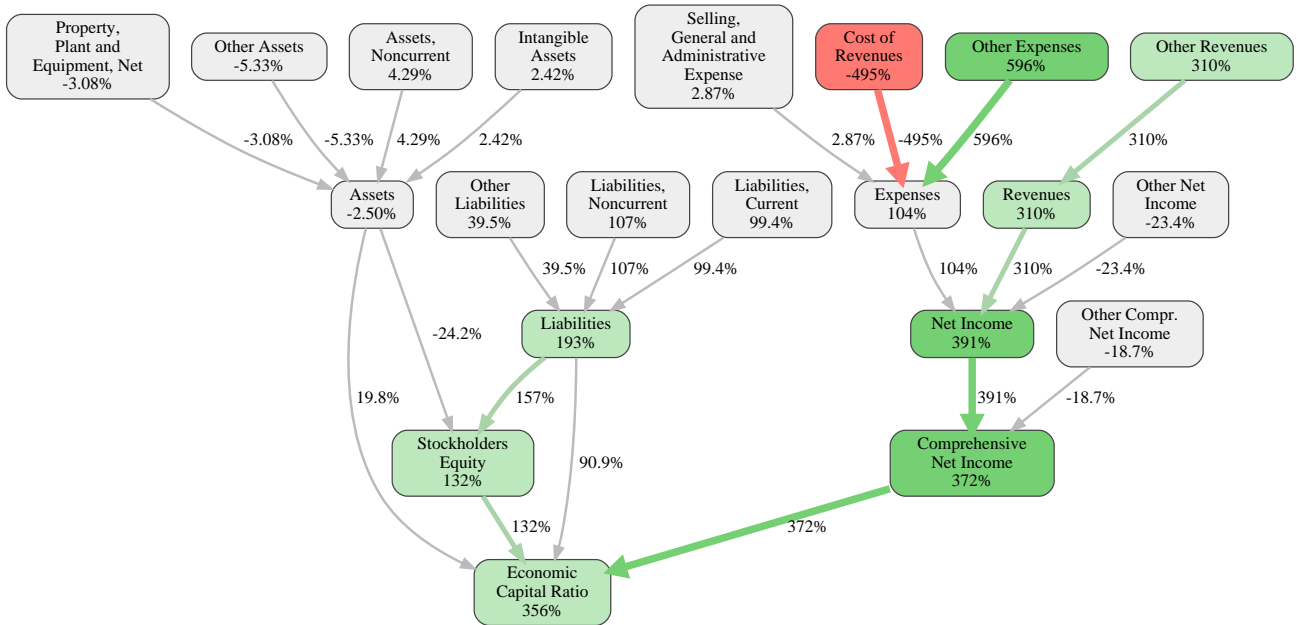 Property,
Plant and
Equipment, Net
-3.08%
Other Assets
-5.33%
Assets,
Noncurrent
4.29%
Intangible
Assets
2.42%
Selling,
General and
Administrative
Expense
2.87%
Cost of
Revenues
-495%
Other Expenses
596%
Other Revenues
310%
-3.08%
-5.33%
4.29%
2.42%
2.87%
-495%
596%
310%
Assets
-2.50%
Other
Liabilities
39.5%
Liabilities,
Noncurrent
107%
Liabilities,
Current
99.4%
Expenses
104%
Revenues
310%
Other Net
Income
-23.4%
39.5%
107%
99.4%
104%
310%
-23.4%
-24.2%
Liabilities
193%
Net Income
391%
Other Compr.
Net Income
-18.7%
19.8%
157%
391%
-18.7%
Stockholders
Equity
132%
90.9%
Comprehensive
Net Income
372%
132%
372%
Economic
Capital Ratio
356%